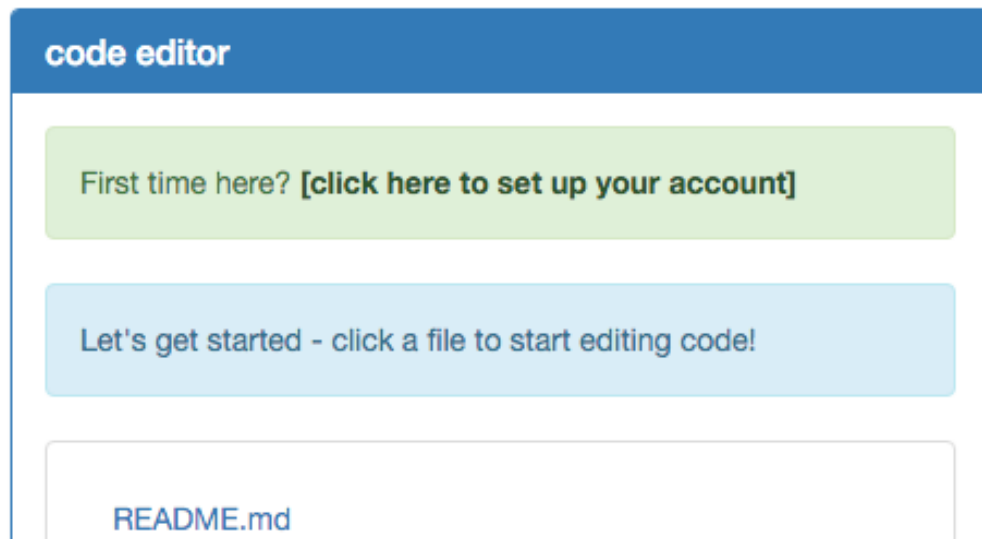 code editor
First time here? [click here to set up your account]
Let's get started - click a file to start editing code!
README.md